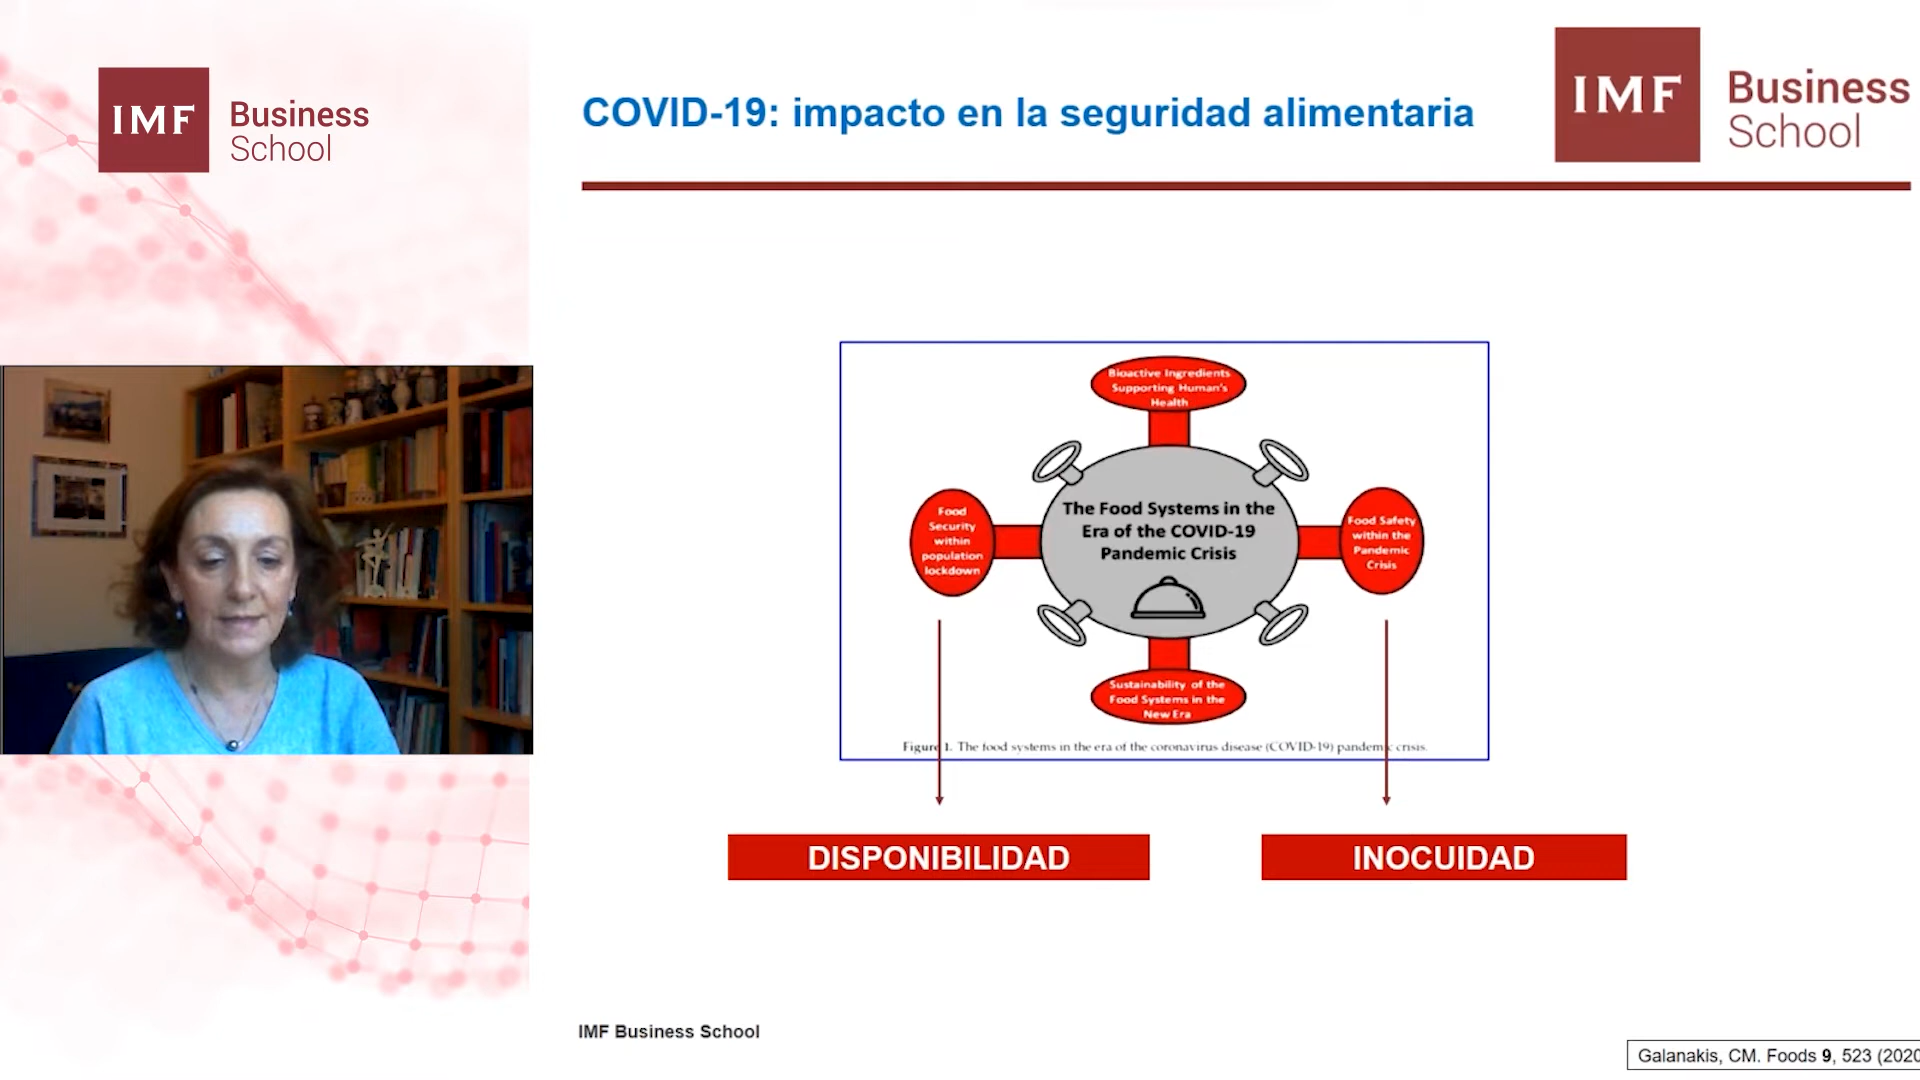 IMF Business
School
COVID-19: impacto en la seguridad alimentaria
IMF Business
School
Bioactive Ingredients
Supporting Human's
Health
The Food Systems in the
Era of the COVID-19
Pandemic Crisis
Food
Security
within
population
lockdown
Food Safety
within the
Pandemic
Crisis
Sustainability of the
Food Systems in the
New Era
Figure 1. The food systems in the era of the coronavirus disease (COVID-19) pandemic crisis.
DISPONIBILIDAD
INOCUIDAD
IMF Business School
Galanakis, CM. Foods 9, 523 (2020